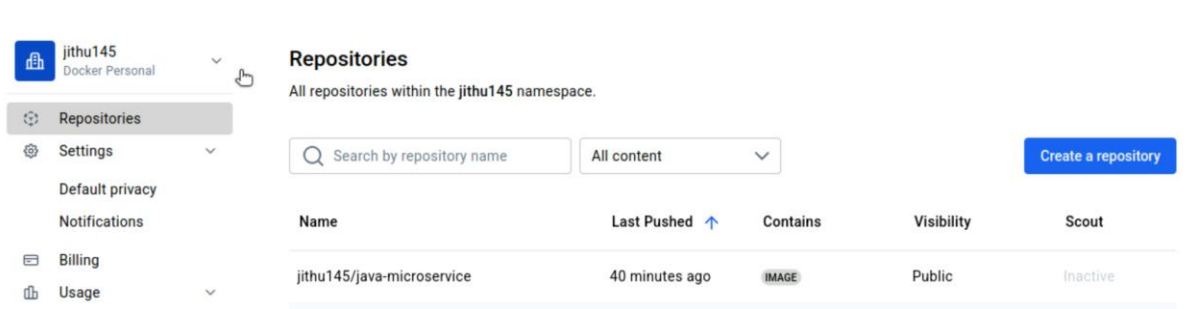 jithu145
Docker Personal
Repositories
Settings
Default privacy
Notifications
Billing
Usage
Repositories
All repositories within the jithu145 namespace.
Search by repository name
All content
Create a repository
Name Last Pushed Contains Visibility Scout
jithu145/java-microservice 40 minutes ago IMAGE Public Inactive